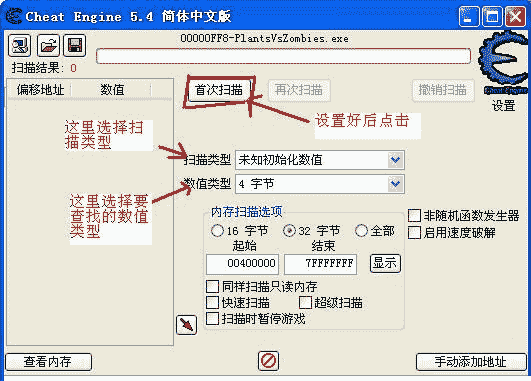 Cheat Engine 5.4 简体中文版
00000FF8-PlantsVsZombies.exe
扫描结果: 0
Cheat Engine
设置
偏移地址 数值
首次扫描 再次扫描 撤销扫描
设置好后点击
这里选择扫
描类型
扫描类型 未知初始化数值
数值类型 4 字节
这里选择要
查找的数值
类型
内存扫描选项
16 字节 32 字节 全部
起始 结束
00400000 7FFFFFFF 显示
同样扫描只读内存
快速扫描 超级扫描
扫描时暂停游戏
非随机函数发生器
启用速度破解
查看内存 手动添加地址